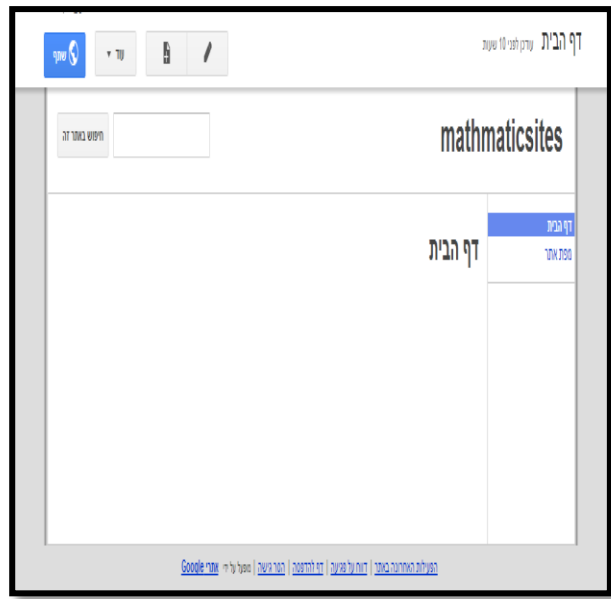 דף הבית עודכן לפני 10 שעות
עוד
שתף
mathmaticsites
חיפוש באתר זה
דף הבית
מפת אתר
דף הבית
הפעילות האחרונה באתר | דווח על פגיעה | דף להדפסה | הסר גישה | מופעל על ידי אתרי Google